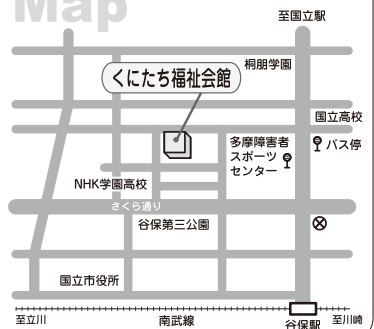 Map
至国立駅
桐朋学園
くにたち福祉会館
国立高校
多摩障害者
スポーツ
センター
バス停
NHK学園高校
さくら通り
谷保第三公園
国立市役所
至立川
南武線
谷保駅
至川崎